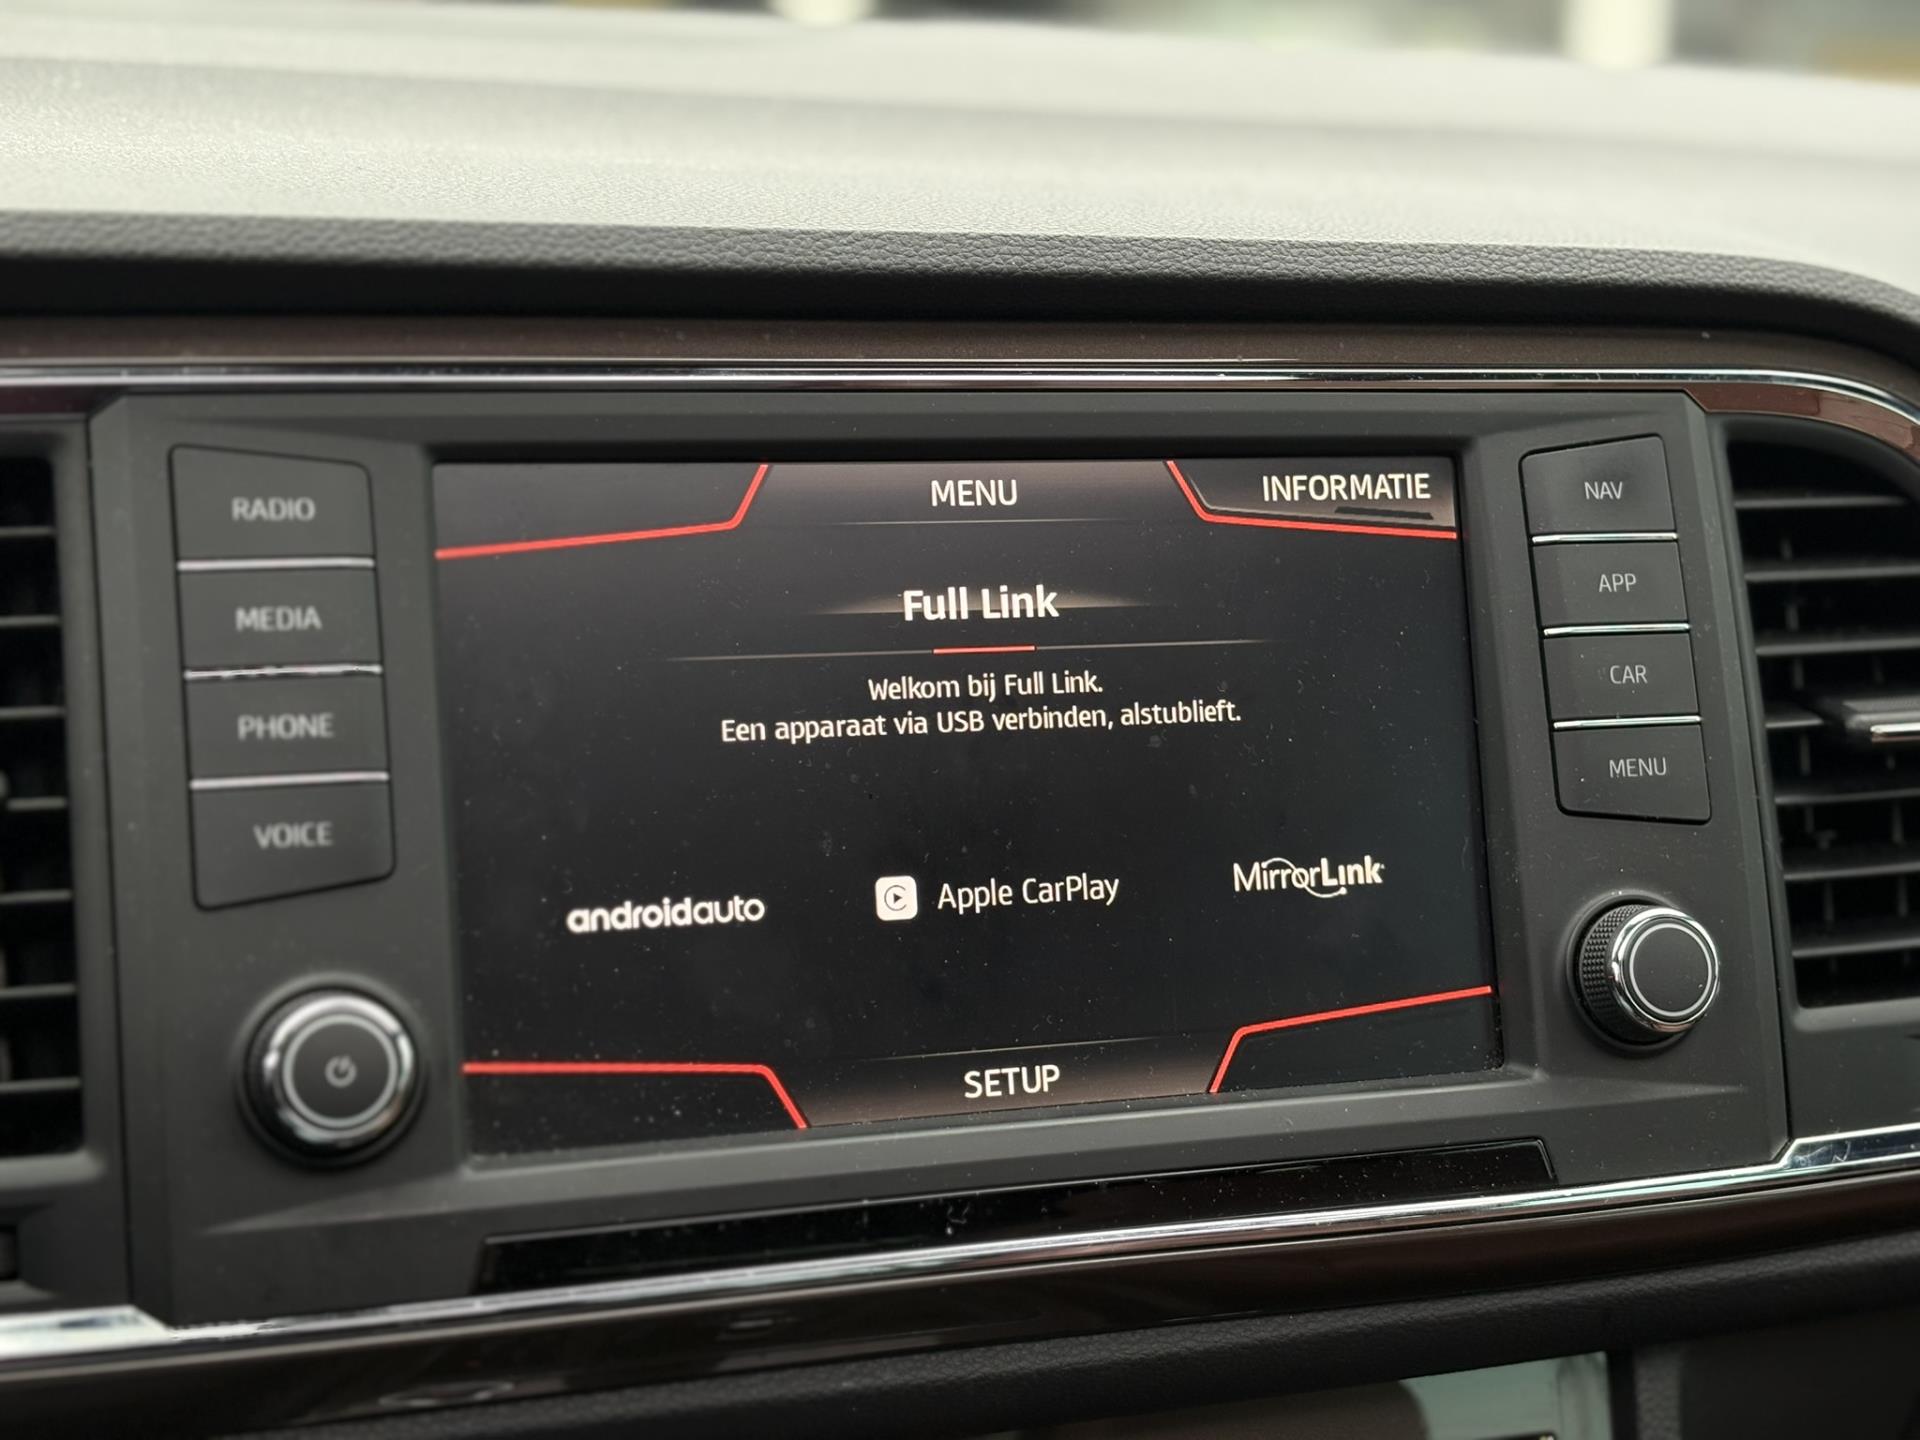 RADIO
MEDIA
PHONE
VOICE
MENU
INFORMATIE
Full Link
Welkom bij Full Link.
Een apparaat via USB verbinden, alstublieft.
androidauto
Apple CarPlay
MirrorLink
SETUP
NAV
APP
CAR
MENU